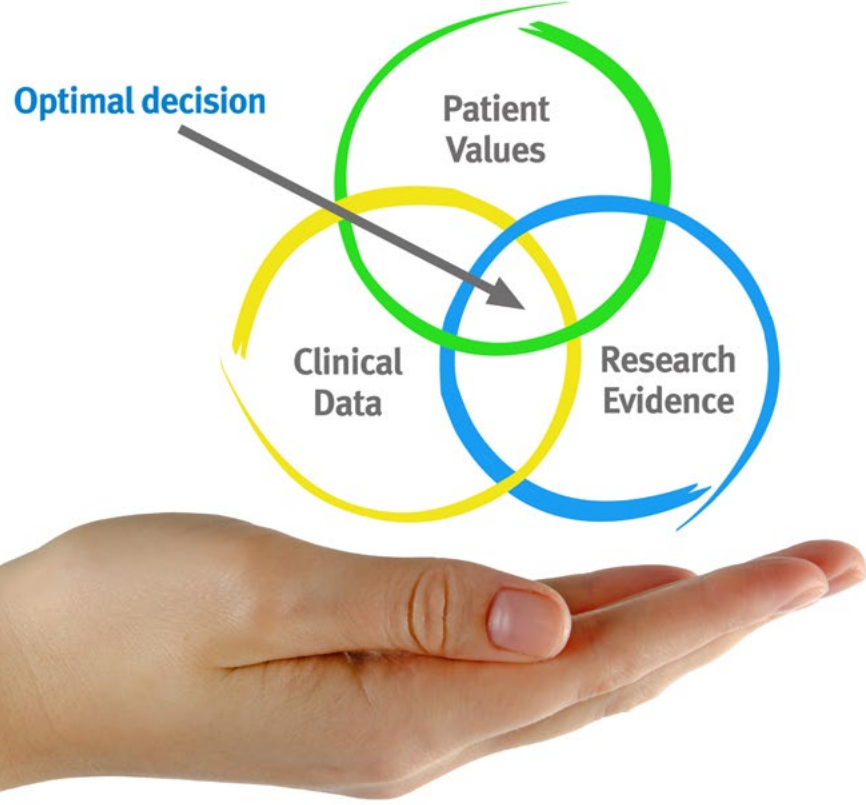 Optimal decision
Patient
Values
Clinical
Data
Research
Evidence